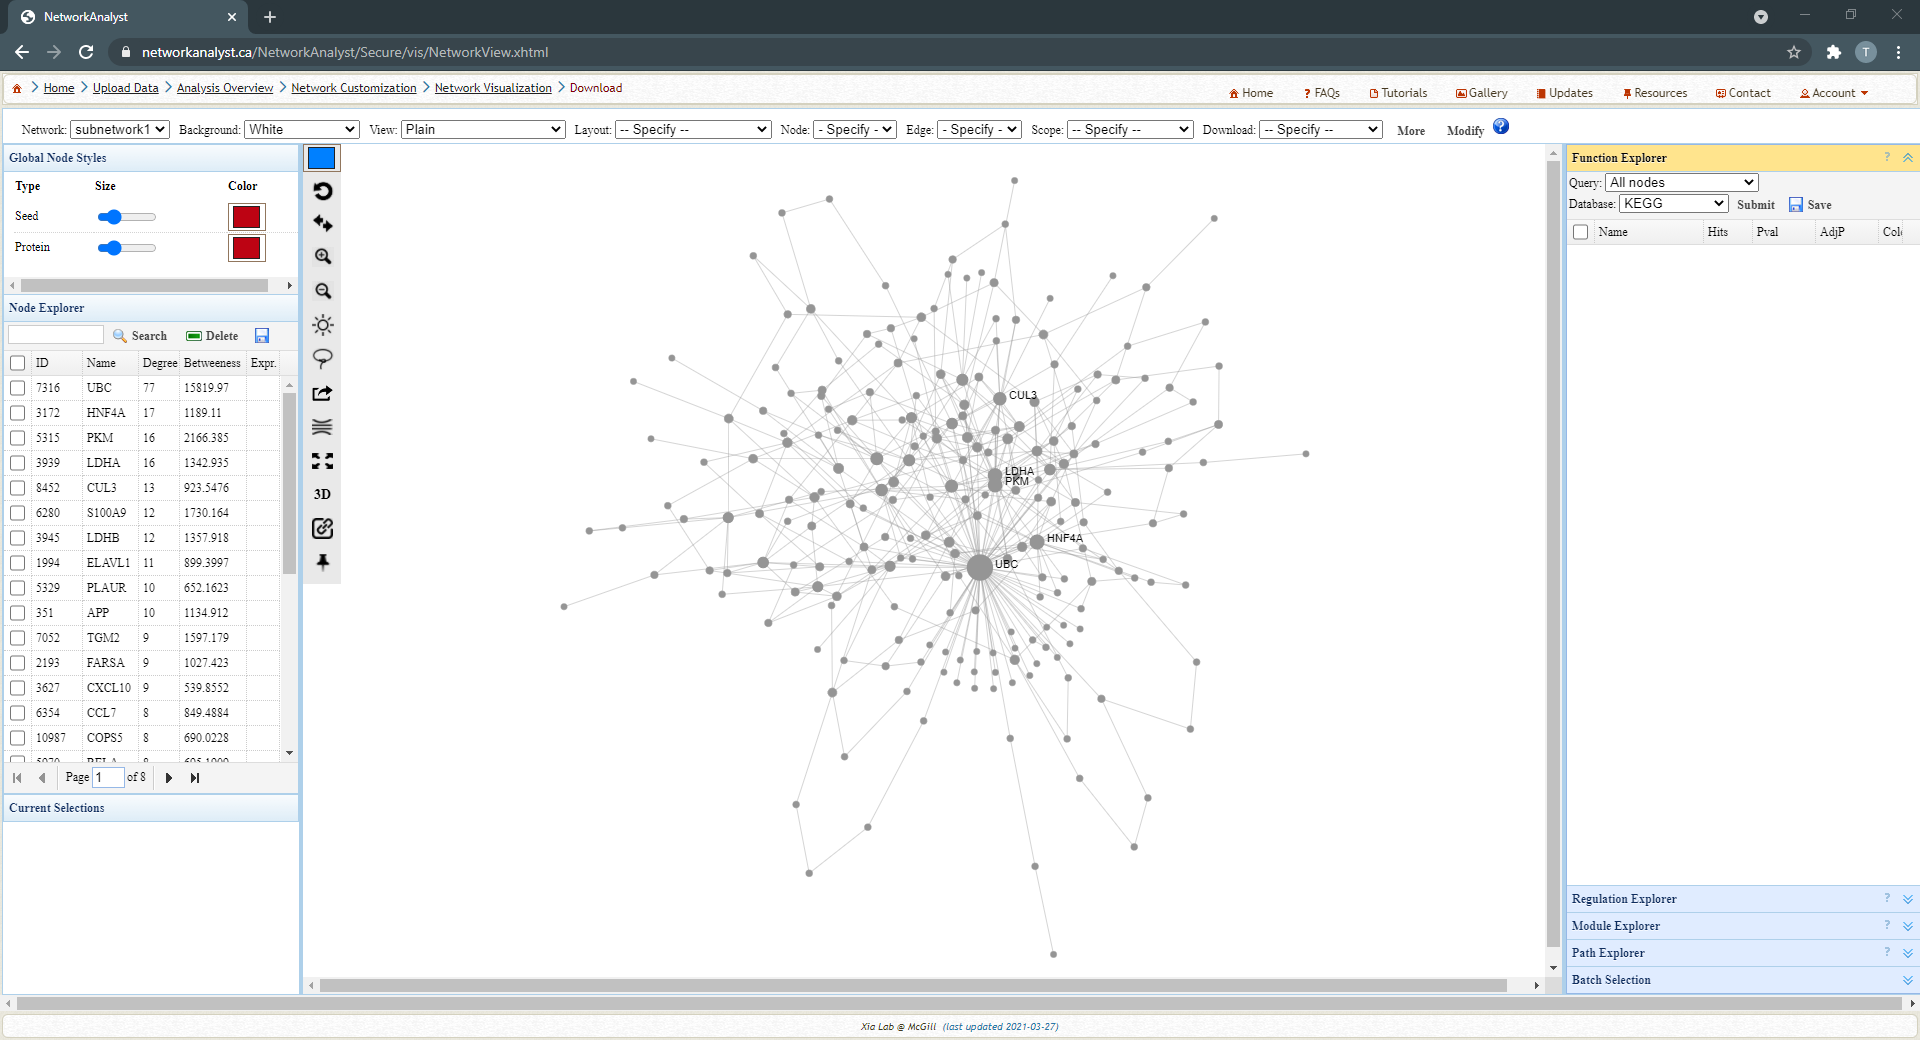 NetworkAnalyst
networkanalyst.ca/NetworkAnalyst/Secure/vis/NetworkView.xhtml
T
Home Upload Data Analysis Overview Network Customization Network Visualization Download
Home ? FAQs Tutorials Gallery Updates Resources Contact Account
Network: subnetwork1 Background: White View: Plain Layout: -- Specify -- Node: - Specify - Edge: - Specify - Scope: -- Specify -- Download: -- Specify -- More Modify ?
Global Node Styles
Type Size Color
Seed
Protein
Node Explorer
Search Delete
ID Name Degree Betweeness Expr.
7316 UBC 77 15819.97
3172 HNF4A 17 1189.11
5315 PKM 16 2166.385
3939 LDHA 16 1342.935
8452 CUL3 13 923.5476
6280 S100A9 12 1730.164
3945 LDHB 12 1357.918
1994 ELAVL1 11 899.3997
5329 PLAUR 10 652.1623
351 APP 10 1134.912
7052 TGM2 9 1597.179
2193 FARSA 9 1027.423
3627 CXCL10 9 539.8552
6354 CCL7 8 849.4884
10987 COPS5 8 690.0228
Page 1 of 8
Current Selections
3D
CUL3
LDHA
PKM
HNF4A
UBC
Function Explorer ?
Query: All nodes
Database: KEGG Submit Save
Name Hits Pval AdjP
Regulation Explorer ?
Module Explorer ?
Path Explorer ?
Batch Selection
Xia Lab @ McGill (last updated 2021-03-27)